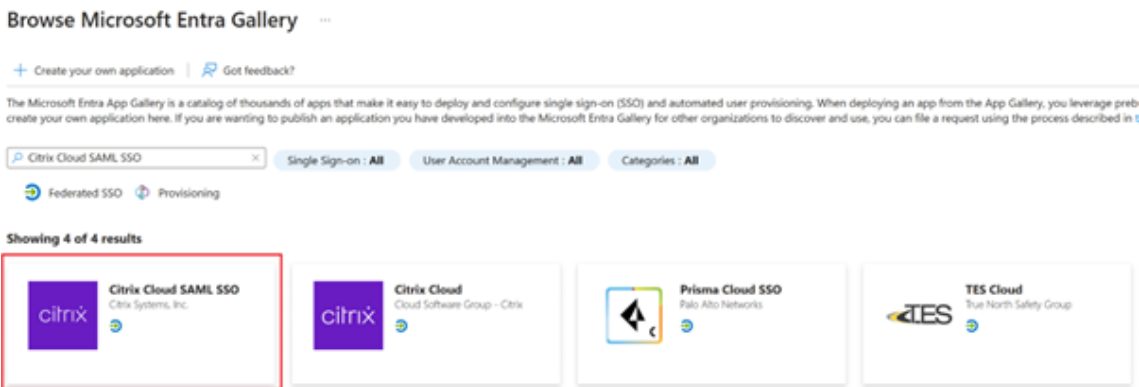 Browse Microsoft Entra Gallery ...
+ Create your own application | Got feedback?
The Microsoft Entra App Gallery is a catalog of thousands of apps that make it easy to deploy and configure single sign-on (SSO) and automated user provisioning. When deploying an app from the App Gallery, you leverage preb
create your own application here. If you are wanting to publish an application you have developed into the Microsoft Entra Gallery for other organizations to discover and use, you can file a request using the process described in t
Citrix Cloud SAML SSO × Single Sign-on : All User Account Management : All Categories : All
Federated SSO Provisioning
Showing 4 of 4 results
citrix
Citrix Cloud SAML SSO
Citrix Systems, Inc.
citrix
Citrix Cloud
Cloud Software Group - Citrix
C
Prisma Cloud SSO
Palo Alto Networks
TES
TES Cloud
True North Safety Group